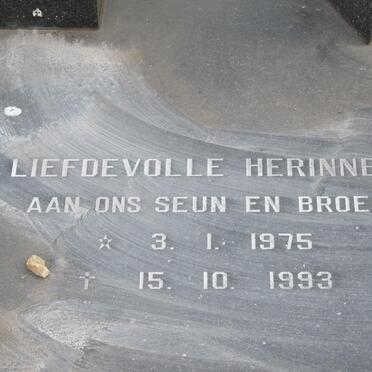 LIEFDEVOLLE HERINNE
AAN ONS SEUN EN BROE
☆ 3. 1. 1975
† 15. 10. 1993